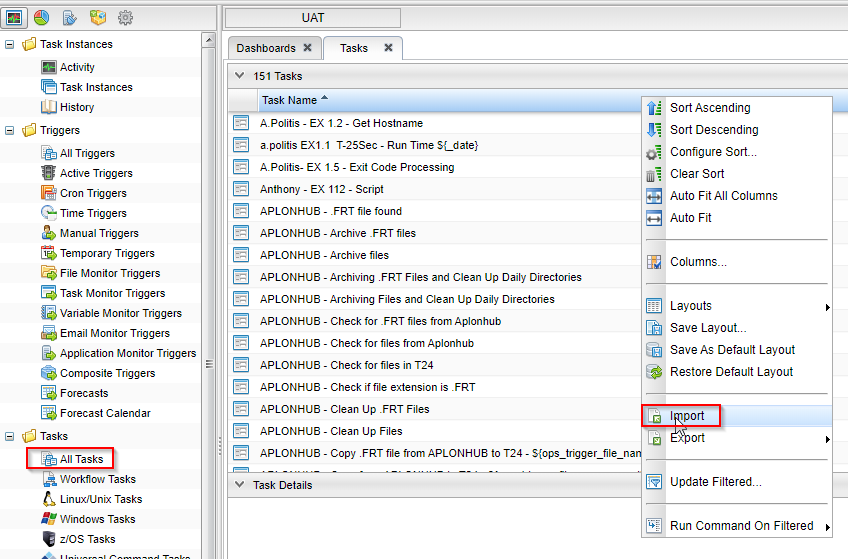 UAT
Task Instances
Activity
Task Instances
History
Triggers
All Triggers
Active Triggers
Cron Triggers
Time Triggers
Manual Triggers
Temporary Triggers
File Monitor Triggers
Task Monitor Triggers
Variable Monitor Triggers
Email Monitor Triggers
Application Monitor Triggers
Composite Triggers
Forecasts
Forecast Calendar
Tasks
All Tasks
Workflow Tasks
Linux/Unix Tasks
Windows Tasks
z/OS Tasks
Universal Command Tasks
Dashboards
Tasks
151 Tasks
Task Name
A.Politis - EX 1.2 - Get Hostname
a.politis EX1.1 T-25Sec - Run Time ${_date}
A.Politis- EX 1.5 - Exit Code Processing
Anthony - EX 112 - Script
APLONHUB - .FRT file found
APLONHUB - Archive .FRT files
APLONHUB - Archive files
APLONHUB - Archiving .FRT Files and Clean Up Daily Directories
APLONHUB - Archiving Files and Clean Up Daily Directories
APLONHUB - Check for .FRT files from Aplonhub
APLONHUB - Check for files from Aplonhub
APLONHUB - Check for files in T24
APLONHUB - Check if file extension is .FRT
APLONHUB - Clean Up .FRT Files
APLONHUB - Clean Up Files
APLONHUB - Copy .FRT file from APLONHUB to T24 - ${ops_trigger_file_nam
Task Details
Sort Ascending
Sort Descending
Configure Sort...
Clear Sort
Auto Fit All Columns
Auto Fit
Columns...
Layouts
Save Layout...
Save As Default Layout
Restore Default Layout
Import
Export
Update Filtered...
Run Command On Filtered